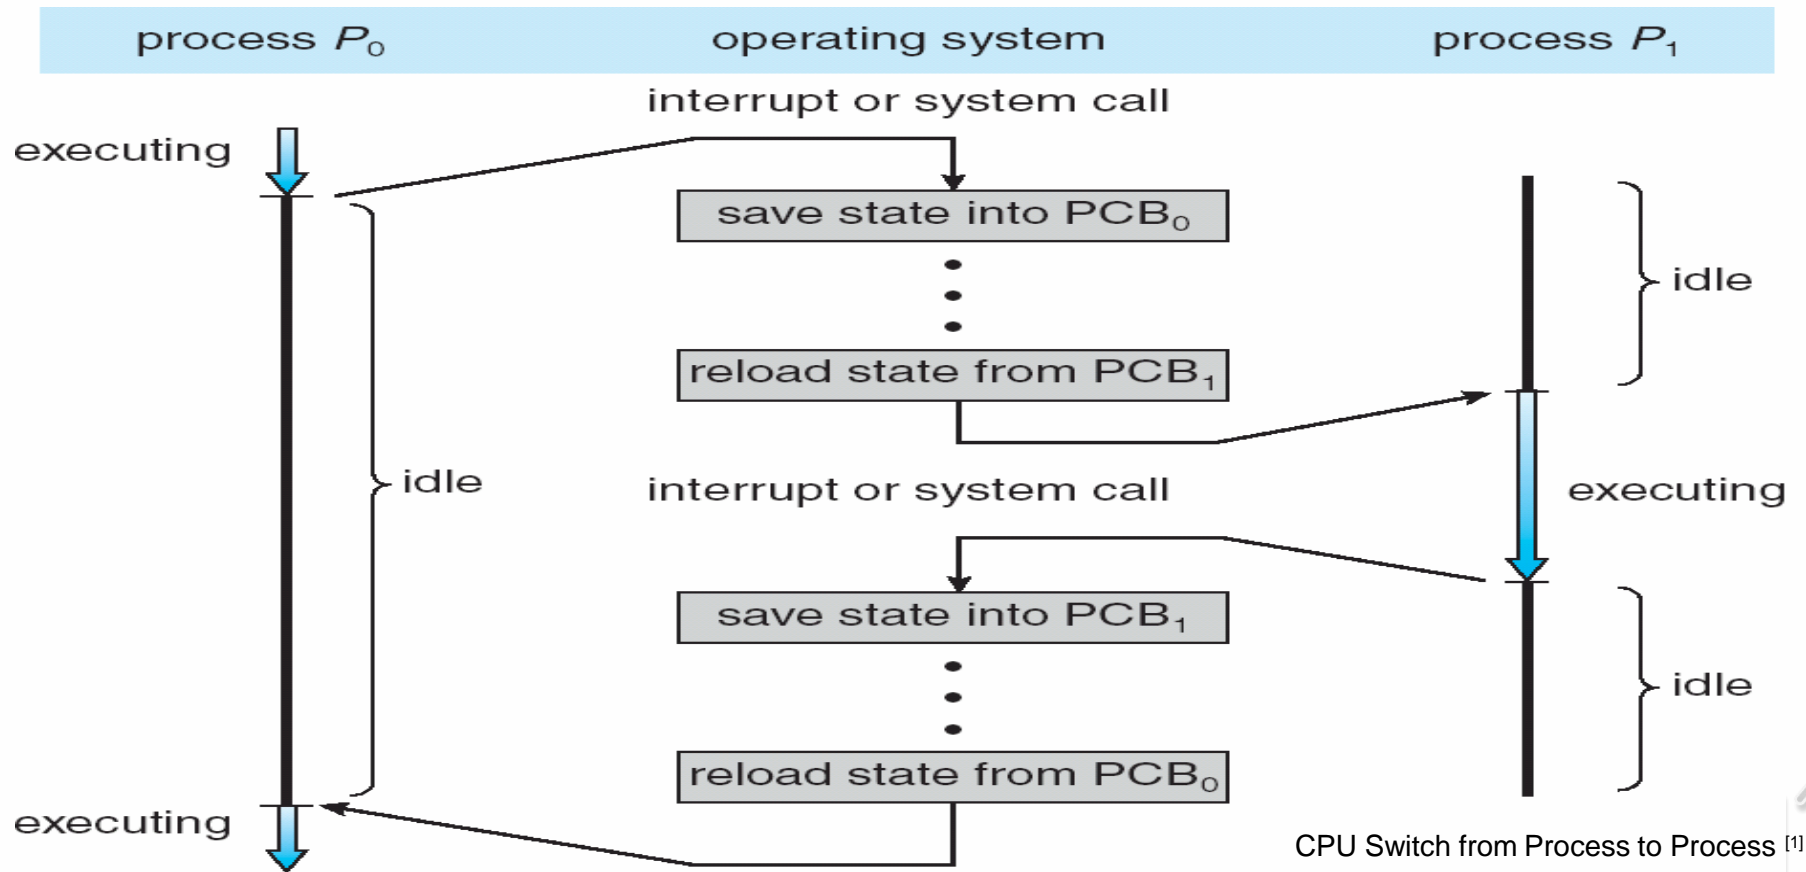 process P₀ operating system process P₁
interrupt or system call
executing
save state into PCB₀
idle
reload state from PCB₁
idle
interrupt or system call
executing
save state into PCB₁
idle
reload state from PCB₀
executing
CPU Switch from Process to Process [1]